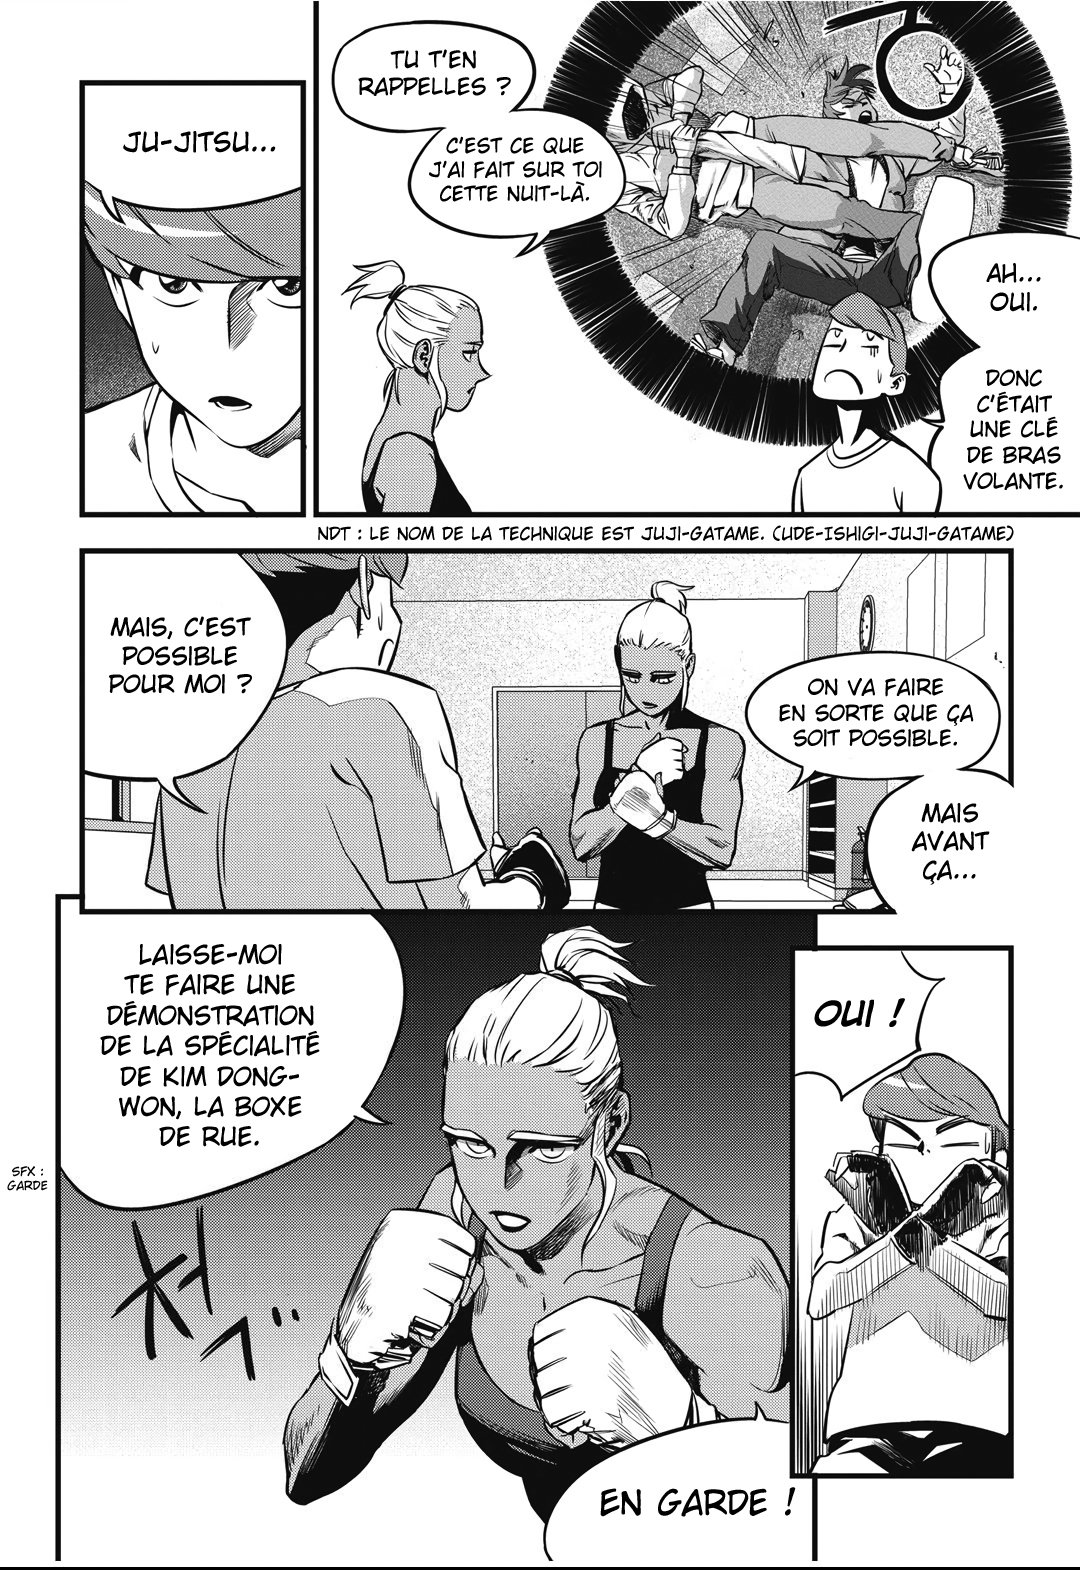 JU-JITSU...
TU T'EN
RAPPELLES ?
C'EST CE QUE
J'AI FAIT SUR TOI
CETTE NUIT-LÀ.
AH...
OUI.
DONC
C'ÉTAIT
UNE CLÉ
DE BRAS
VOLANTE.
NDT : LE NOM DE LA TECHNIQUE EST JUJI-GATAME. (UDE-ISHIGI-JUJI-GATAME)
MAIS, C'EST
POSSIBLE
POUR MOI ?
ON VA FAIRE
EN SORTE QUE ÇA
SOIT POSSIBLE.
MAIS
AVANT
ÇA...
LAISSE-MOI
TE FAIRE UNE
DÉMONSTRATION
DE LA SPÉCIALITÉ
DE KIM DONG-
WON, LA BOXE
DE RUE.
OUI !
SFX :
GARDE
EN GARDE !